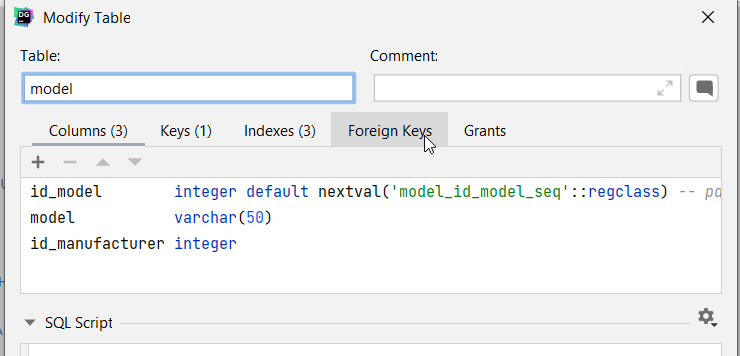 DG
Modify Table
Table:
Comment:
model
Columns (3) Keys (1) Indexes (3) Foreign Keys Grants
id_model integer default nextval('model_id_model_seq'::regclass) --
model varchar(50)
id_manufacturer integer
SQL Script